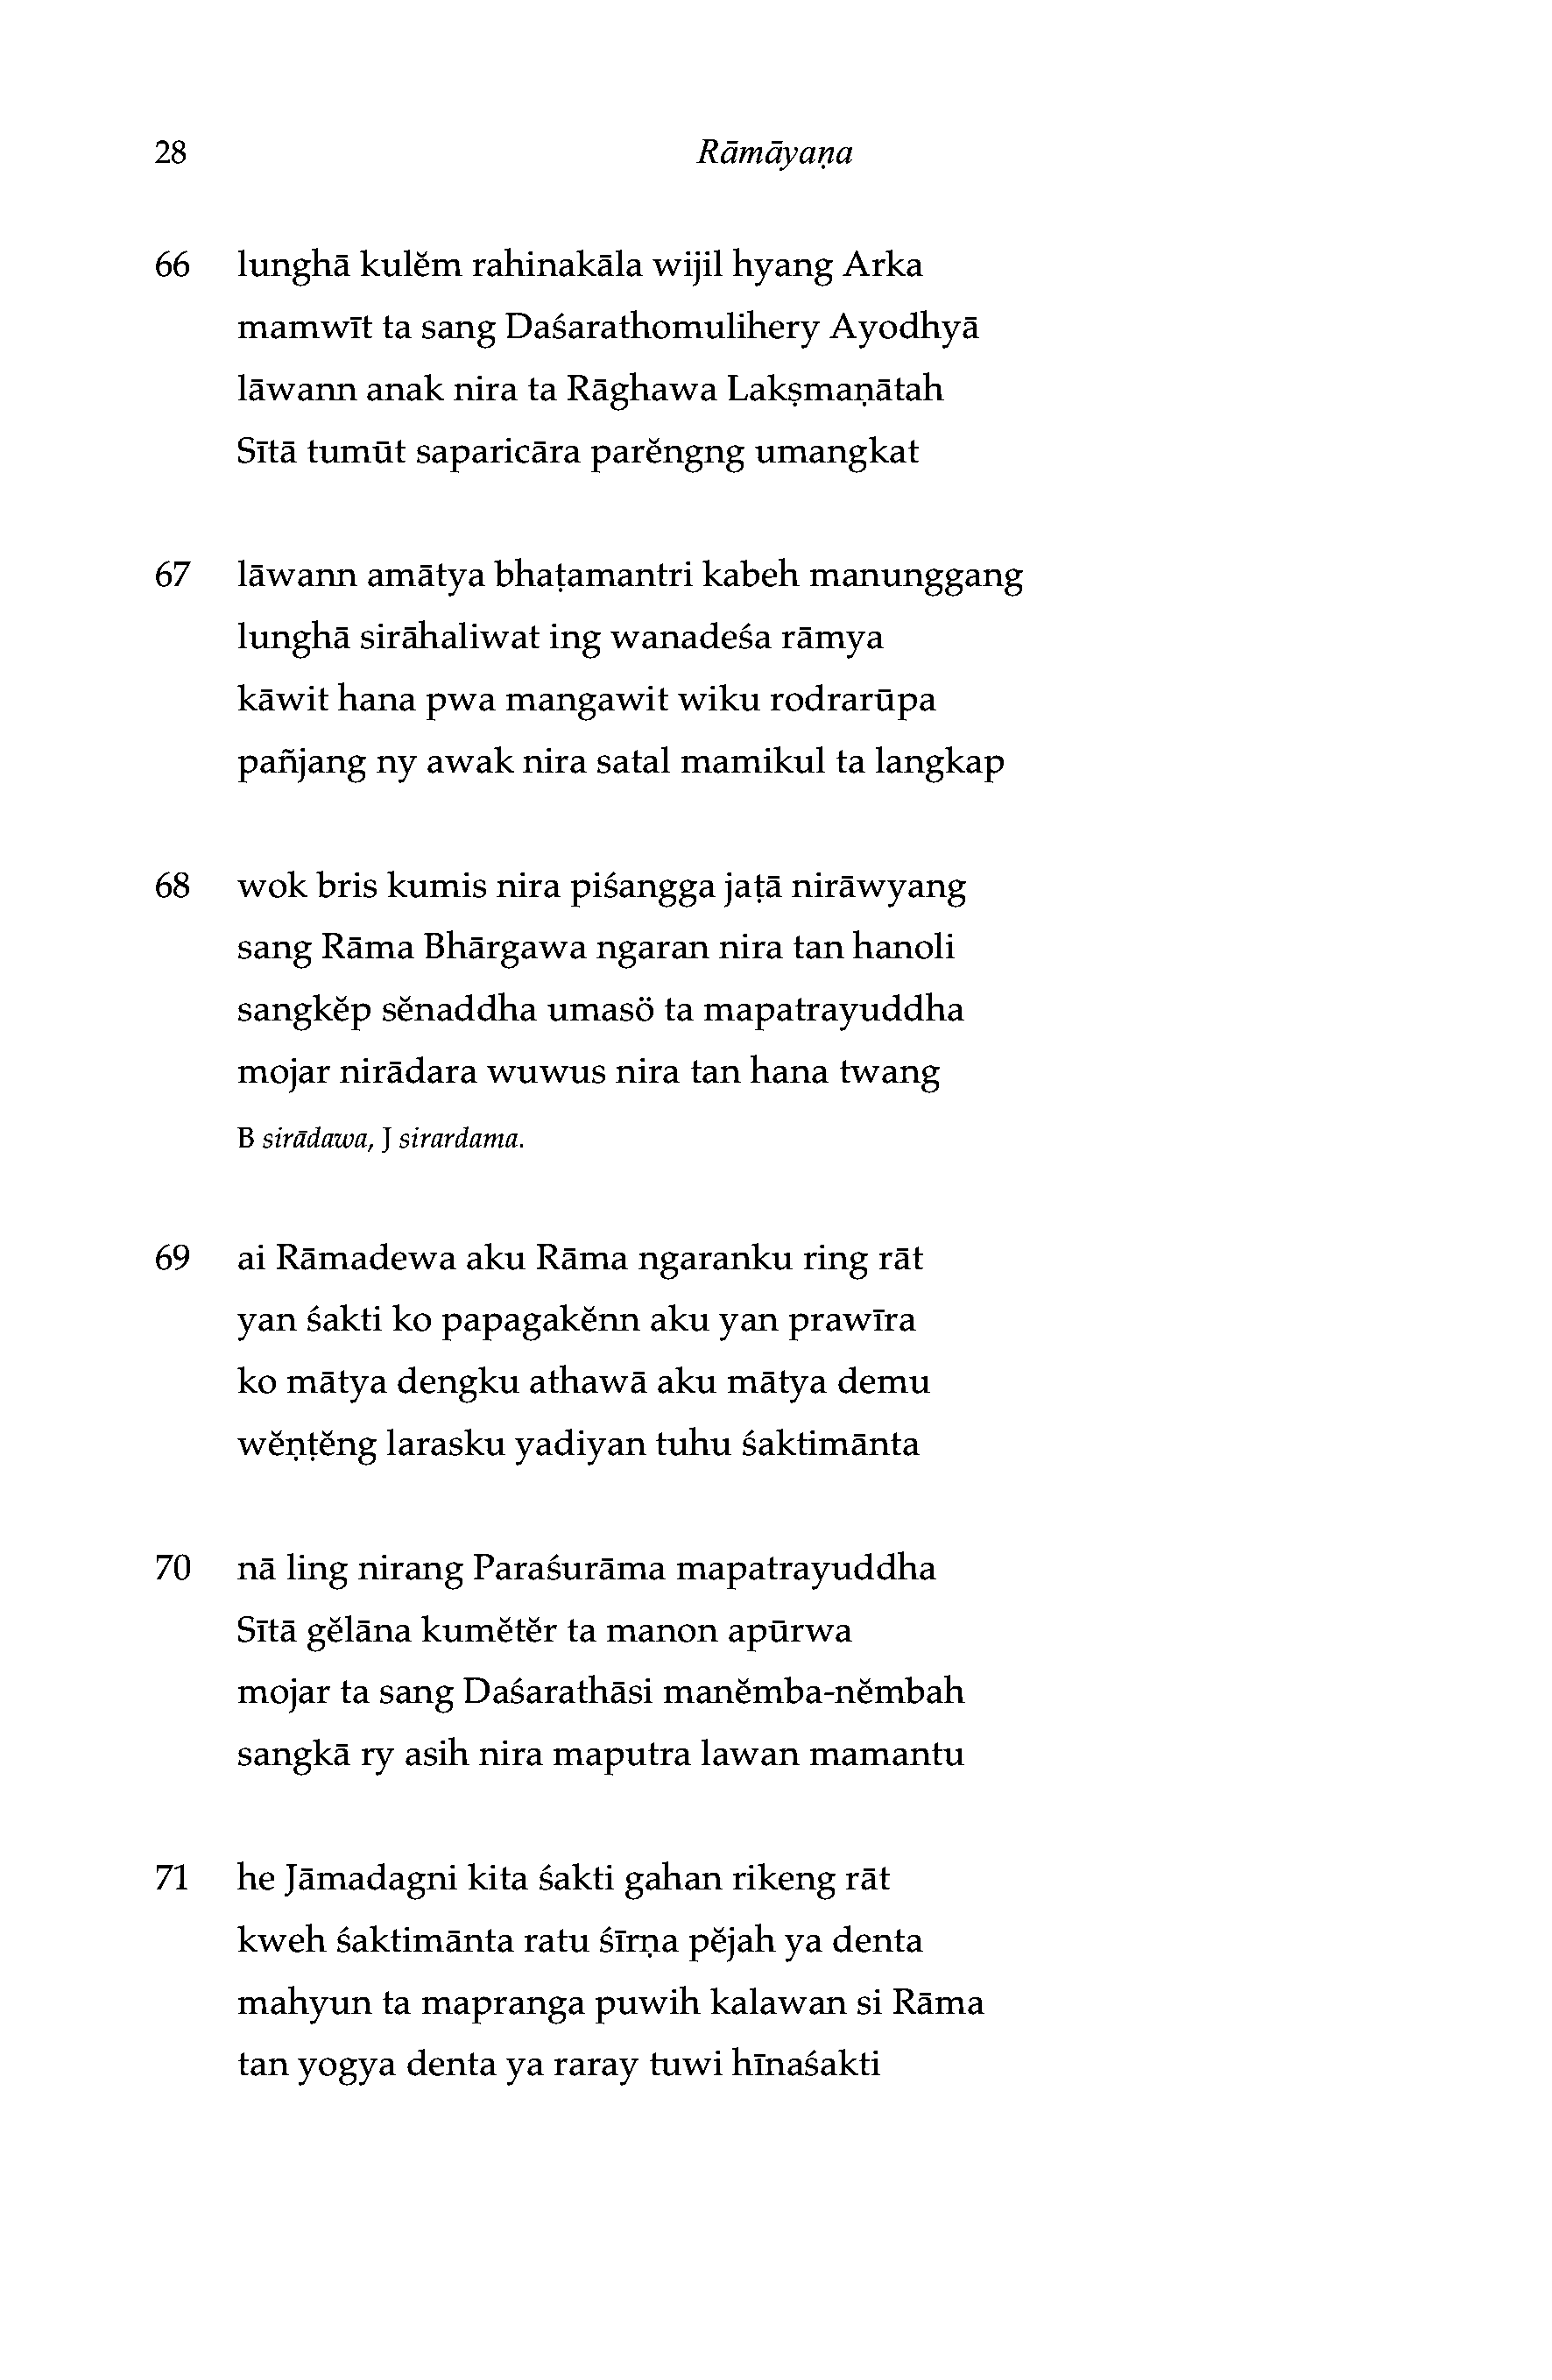 28 Rāmāyaṇa
66 lunghā kulĕm rahinakāla wijil hyang Arka
mamwīt ta sang Daśarathomulihery Ayodhyā
lāwann anak nira ta Rāghawa Lakṣmaṇātah
Sītā tumūt saparicāra parĕngng umangkat
67 lāwann amātya bhaṭamantri kabeh manunggang
lunghā sirāhaliwat ing wanadeśa rāmya
kāwit hana pwa mangawit wiku rodrarūpa
pañjang ny awak nira satal mamikul ta langkap
68 wok bris kumis nira piśangga jaṭā nirāwyang
sang Rāma Bhārgawa ngaran nira tan hanoli
sangkĕp sĕnaddha umasö ta mapatrayuddha
mojar nirādara wuwus nira tan hana twang
B sirādawa, J sirardama.
69 ai Rāmadewa aku Rāma ngaranku ring rāt
yan śakti ko papagakĕnn aku yan prawīra
ko mātya dengku athawā aku mātya demu
wĕṇṭĕng larasku yadiyan tuhu śaktimānta
70 nā ling nirang Paraśurāma mapatrayuddha
Sītā gĕlāna kumĕtĕr ta manon apūrwa
mojar ta sang Daśarathāsi manĕmba-nĕmbah
sangkā ry asih nira maputra lawan mamantu
71 he Jāmadagni kita śakti gahan rikeng rāt
kweh śaktimānta ratu śīrṇa pĕjah ya denta
mahyun ta mapranga puwih kalawan si Rāma
tan yogya denta ya raray tuwi hīnaśakti